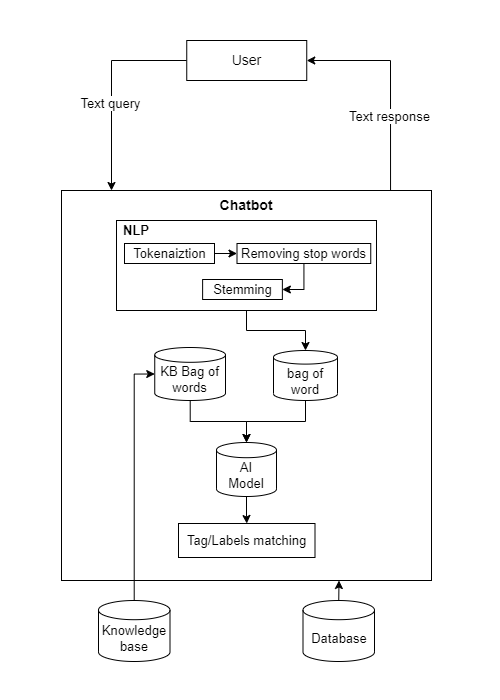 User
Text query
Text response
Chatbot
NLP
Tokenaiztion
Removing stop words
Stemming
KB Bag of
words
bag of
word
AI
Model
Tag/Labels matching
Knowledge
base
Database